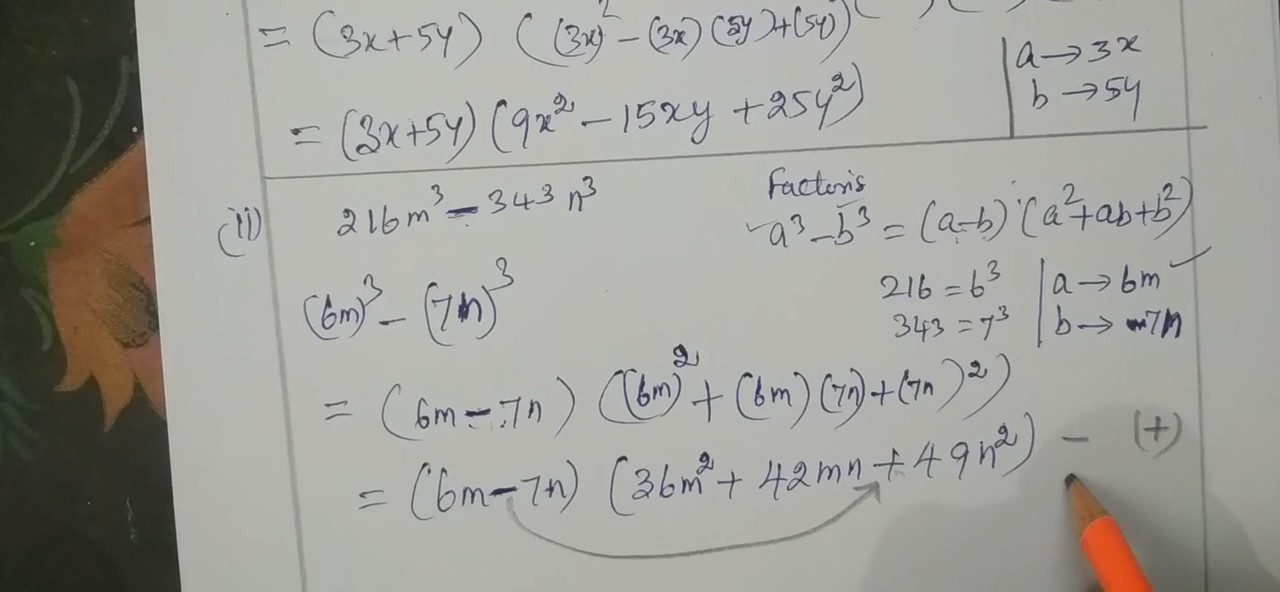 = (3x+5y) ((3x)² - (3x) (5y)+(5y)²
a → 3x
b → 5y
= (3x+5y) (9x² - 15xy + 25y²)
(ii) 216m³ - 343 n³
Factoris
a³ - b³ = (a-b) (a²+ab+b²)
(6m)³ - (7n)³
216 = 6³
343 = 7³
a → 6m
b → 7n
= (6m - 7n) ((6m)² + (6m) (7n) + (7n)²)
= (6m - 7n) (36m² + 42mn + 49n²) - (+)